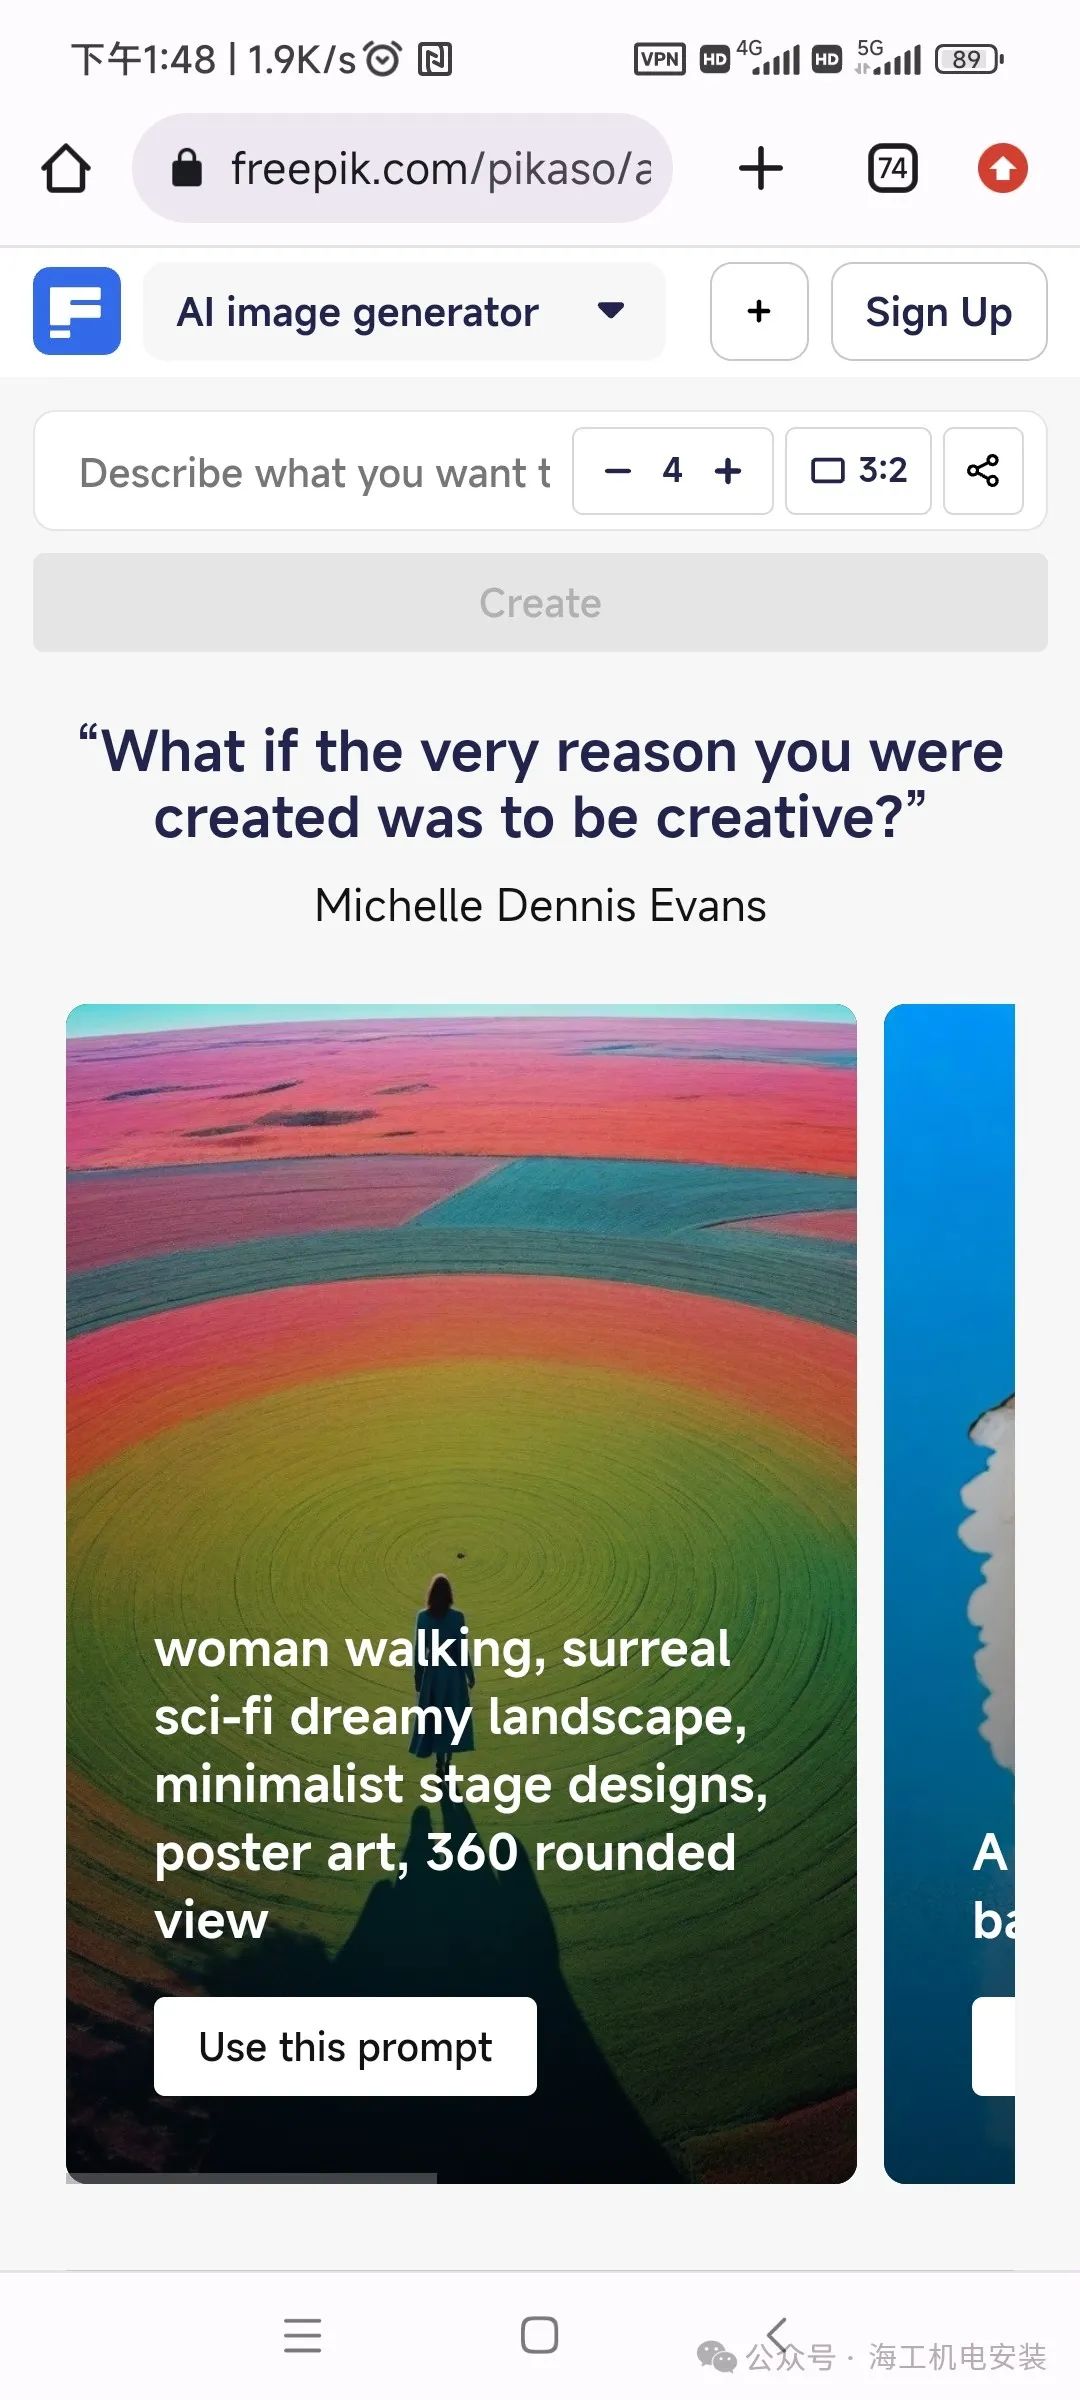 下午1:48 | 1.9K/s VPN HD 4G HD 5G 89
freepik.com/pikaso/a 74
AI image generator + Sign Up
Describe what you want t − 4 + 3:2
Create
“What if the very reason you were
created was to be creative?”
Michelle Dennis Evans
woman walking, surreal
sci-fi dreamy landscape,
minimalist stage designs,
poster art, 360 rounded
view
Use this prompt
A
ba
公众号 · 海工机电安装